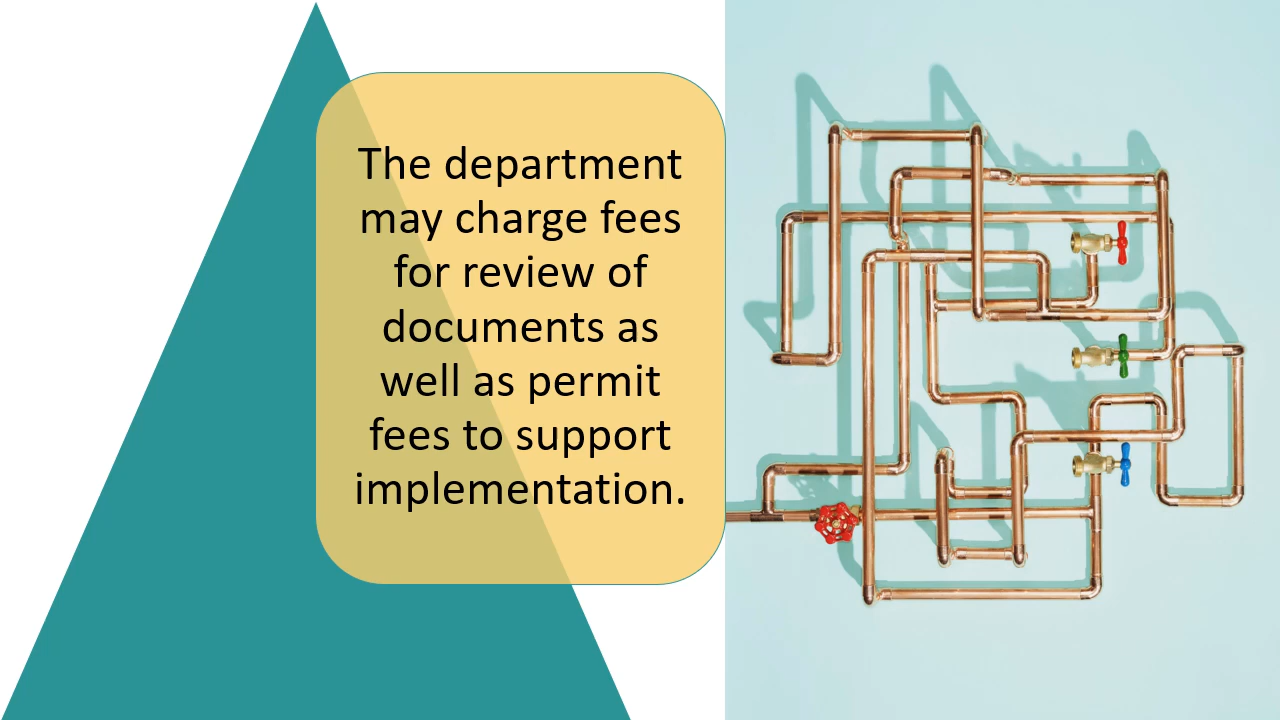 The department
may charge fees
for review of
documents as
well as permit
fees to support
implementation.